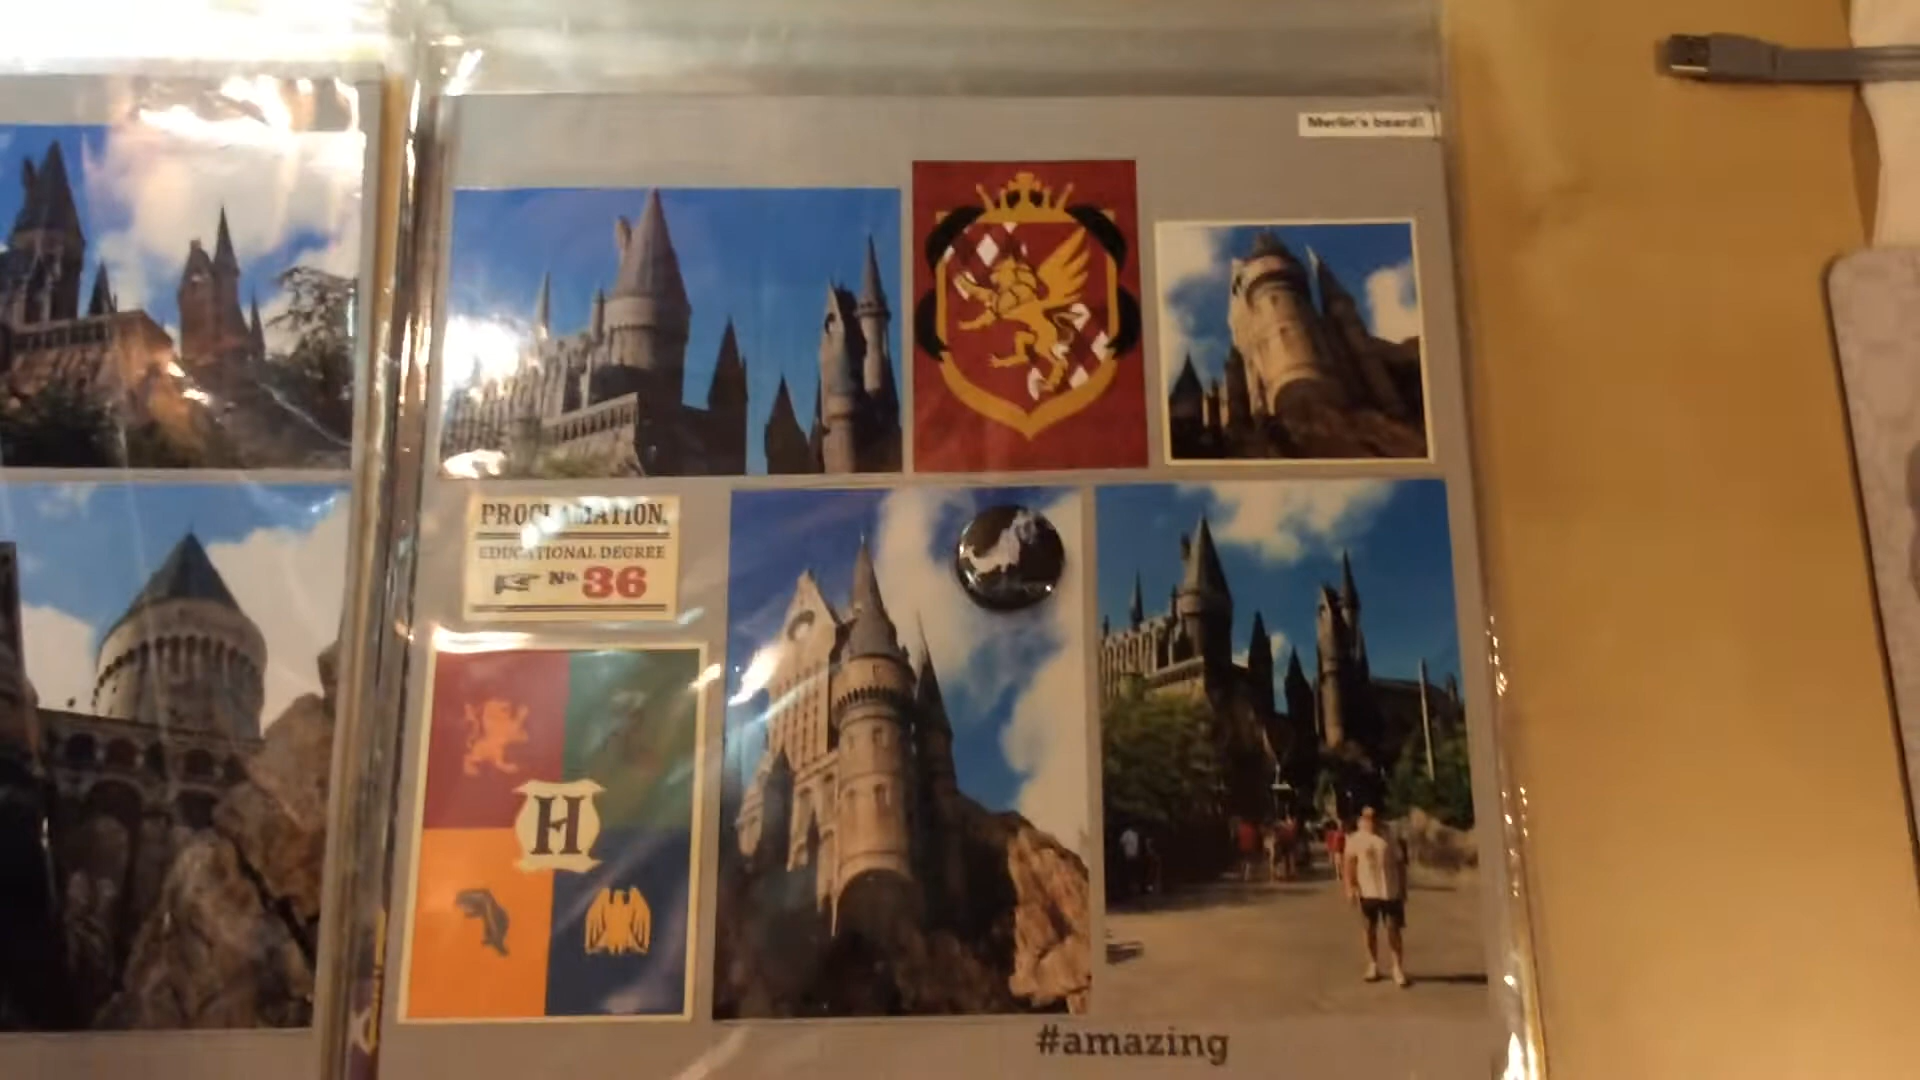 Merlin's beard!
PROCLAMATION.
EDUCATIONAL DEGREE
No. 36
H
#amazing